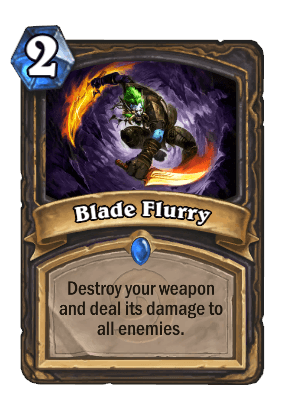 2
Blade Flurry
Destroy your weapon
and deal its damage to
all enemies.